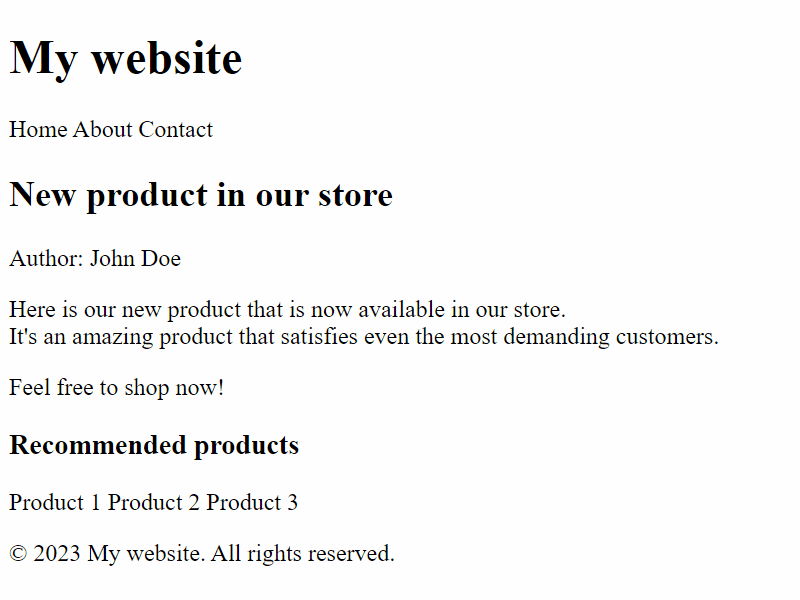 My website
Home About Contact
New product in our store
Author: John Doe
Here is our new product that is now available in our store.
It's an amazing product that satisfies even the most demanding customers.
Feel free to shop now!
Recommended products
Product 1 Product 2 Product 3
© 2023 My website. All rights reserved.